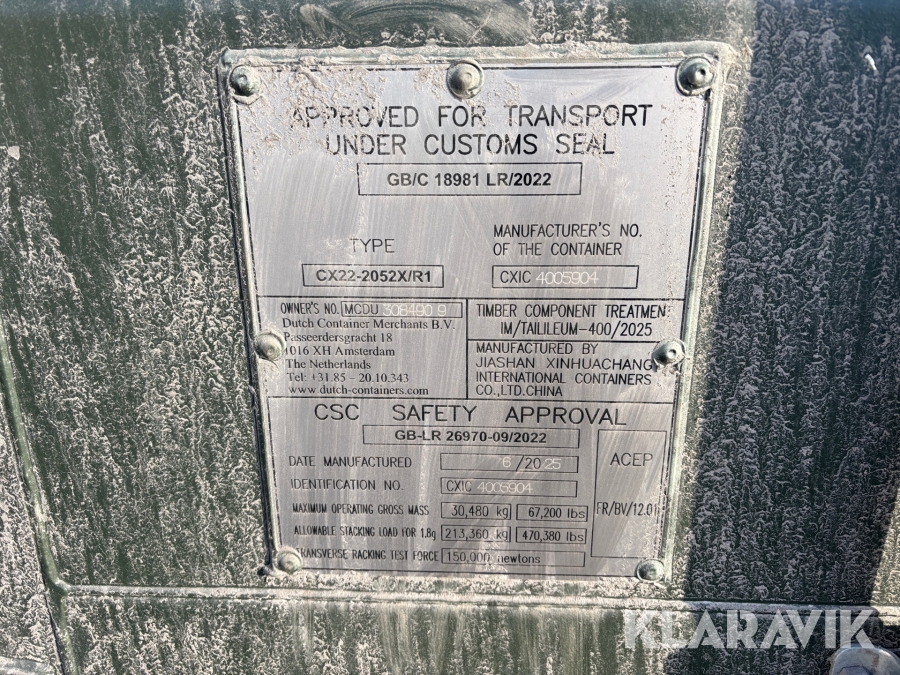 APPROVED FOR TRANSPORT
UNDER CUSTOMS SEAL
GB/C 18981 LR/2022
TYPE
CX22-2052X/R1
MANUFACTURER'S NO.
OF THE CONTAINER
CXIC 4005904
OWNER'S NO. MCDU 308490 9
Dutch Container Merchants B.V.
Passeerdersgracht 18
1016 XH Amsterdam
The Netherlands
Tel: +31.85 - 20.10.343
www.dutch-containers.com
TIMBER COMPONENT TREATMEN
IM/TAILILEUM-400/2025
MANUFACTURED BY
JIASHAN XINHUACHANG
INTERNATIONAL CONTAINERS
CO.,LTD.CHINA
CSC SAFETY APPROVAL
GB-LR 26970-09/2022
DATE MANUFACTURED 6/2025
IDENTIFICATION NO. CXIC 4005904
MAXIMUM OPERATING GROSS MASS 30,480 kg 67,200 lbs
ALLOWABLE STACKING LOAD FOR 1.8g 213,360 kg 470,380 lbs
TRANSVERSE RACKING TEST FORCE 150,000 newtons
ACEP
FR/BV/12.01
KLARAVIK